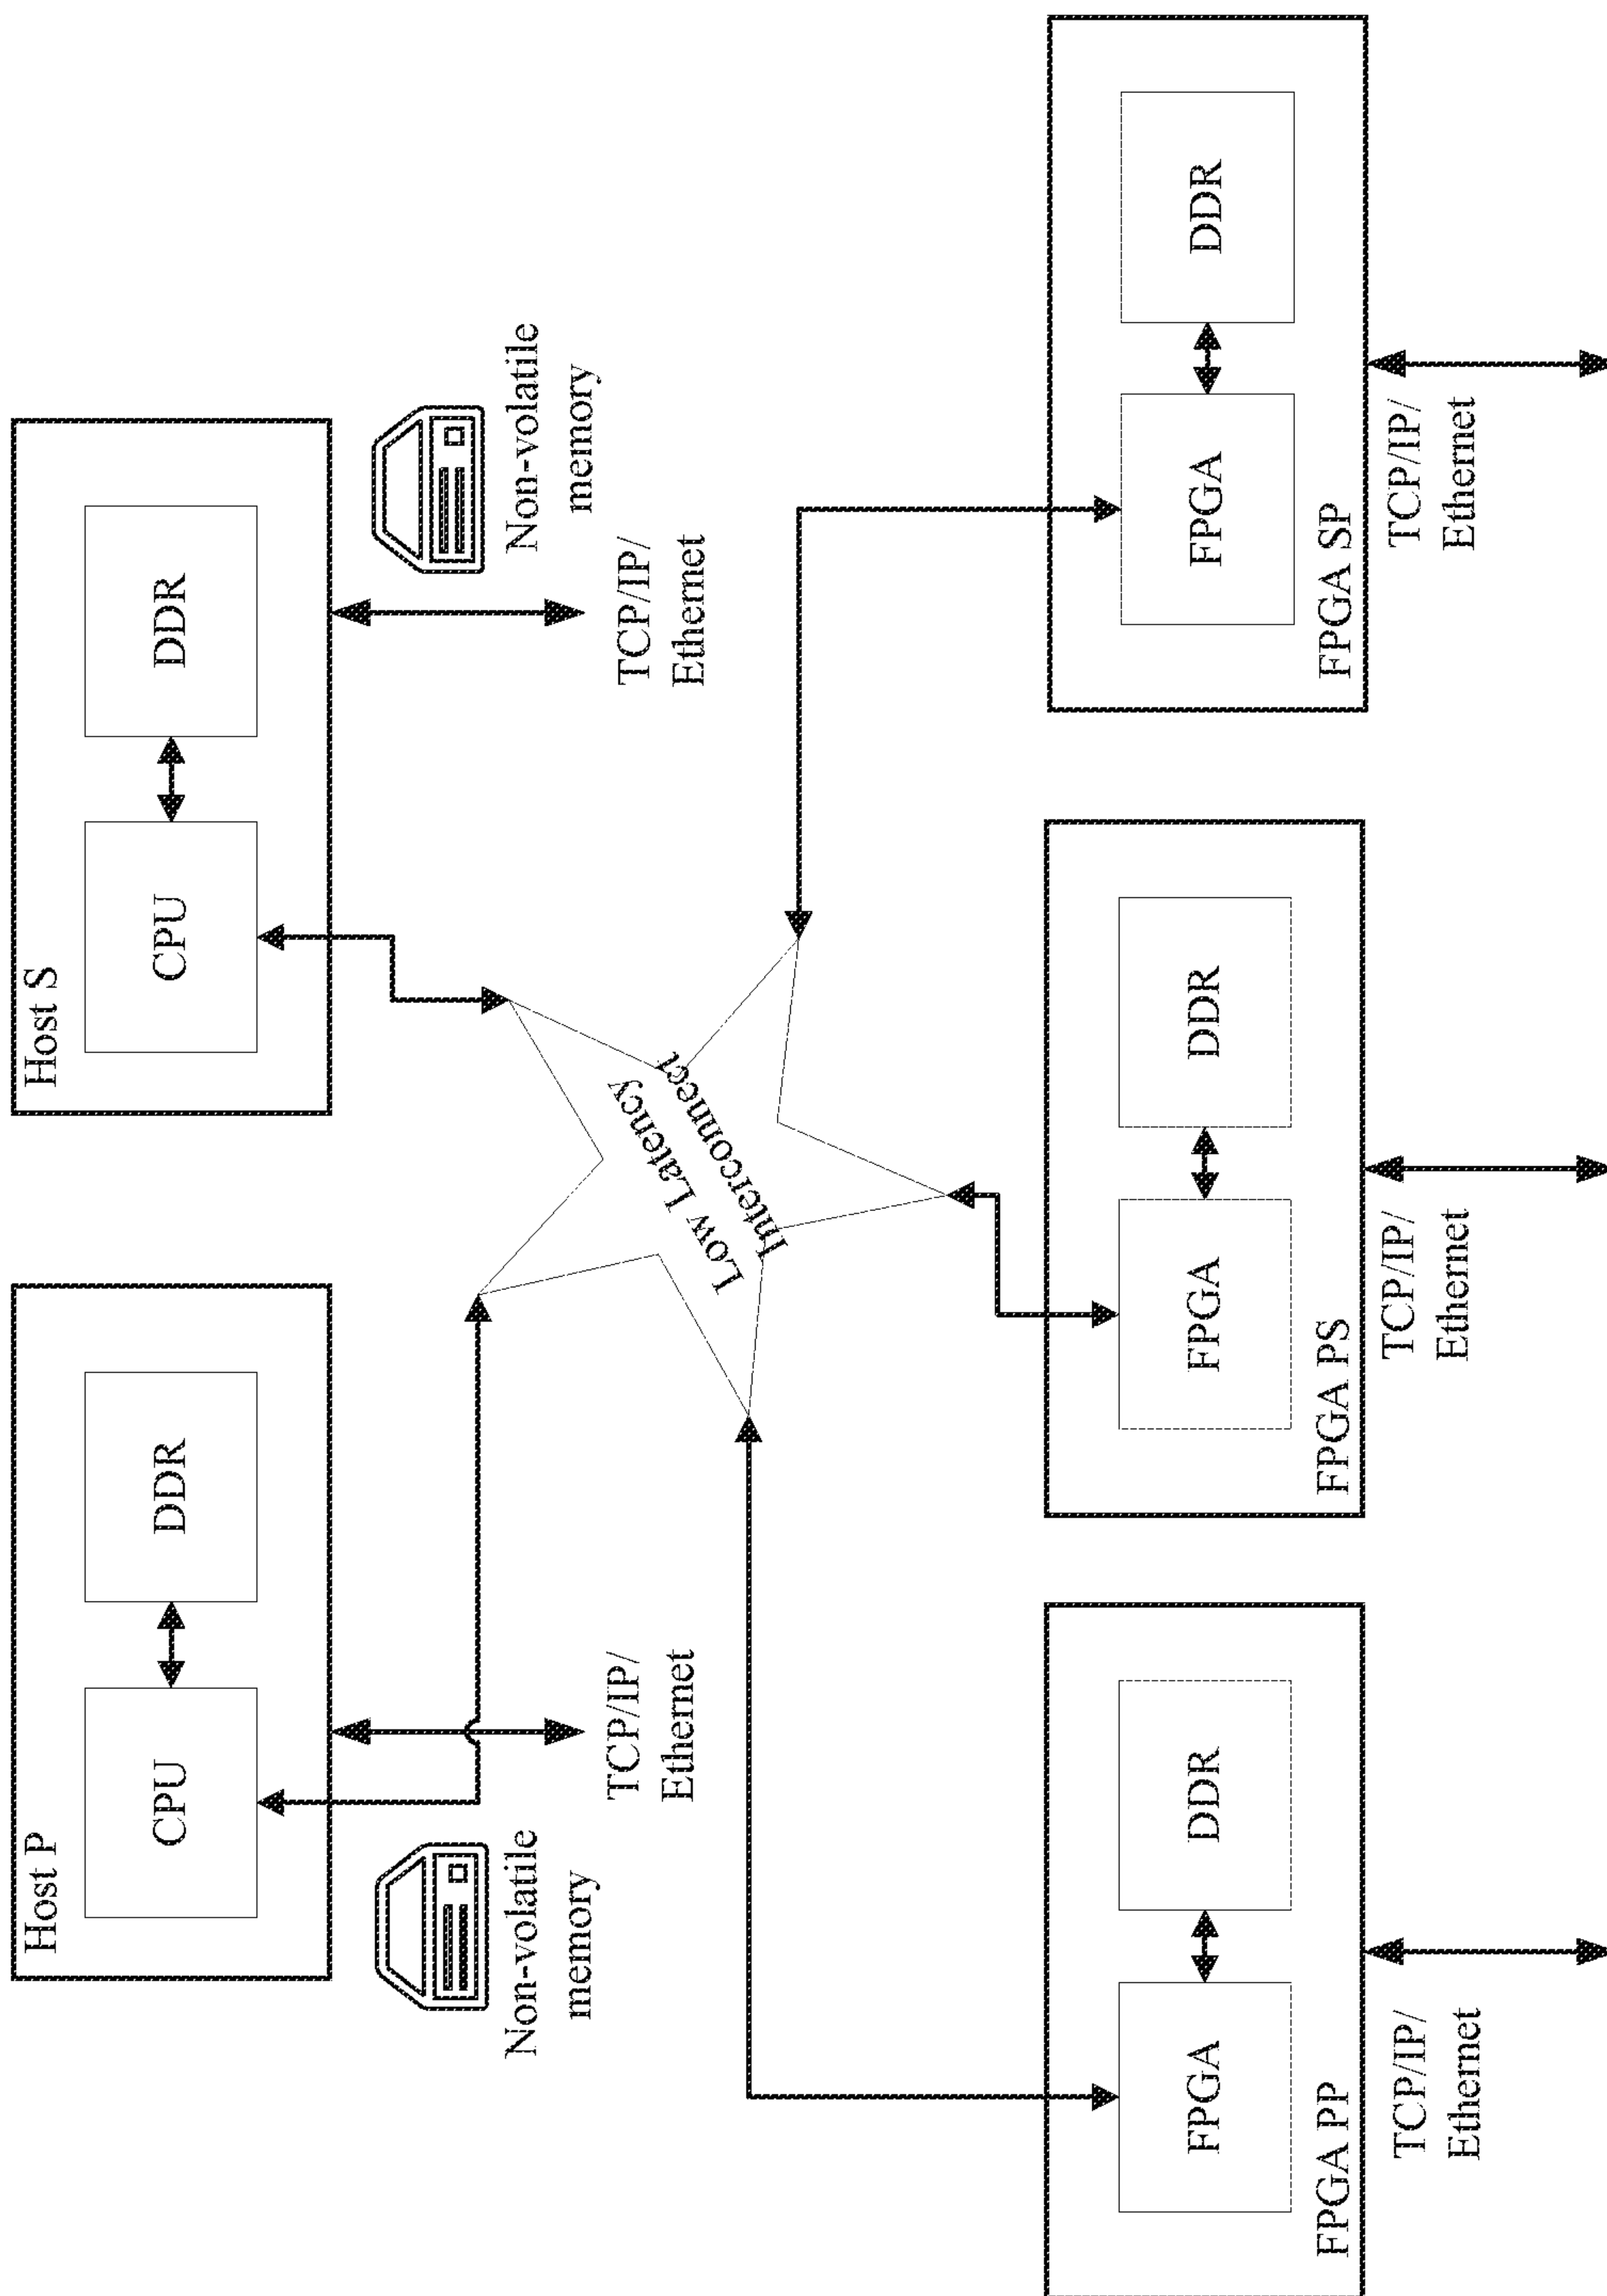 Host P
CPU
DDR
Non-volatile
memory
TCP/IP/
Ethernet
Host S
CPU
DDR
Non-volatile
memory
TCP/IP/
Ethernet
Low Latency
Interconnect
FPGA
DDR
FPGA PP
TCP/IP/
Ethernet
FPGA
DDR
FPGA PS
TCP/IP/
Ethernet
FPGA
DDR
FPGA SP
TCP/IP/
Ethernet